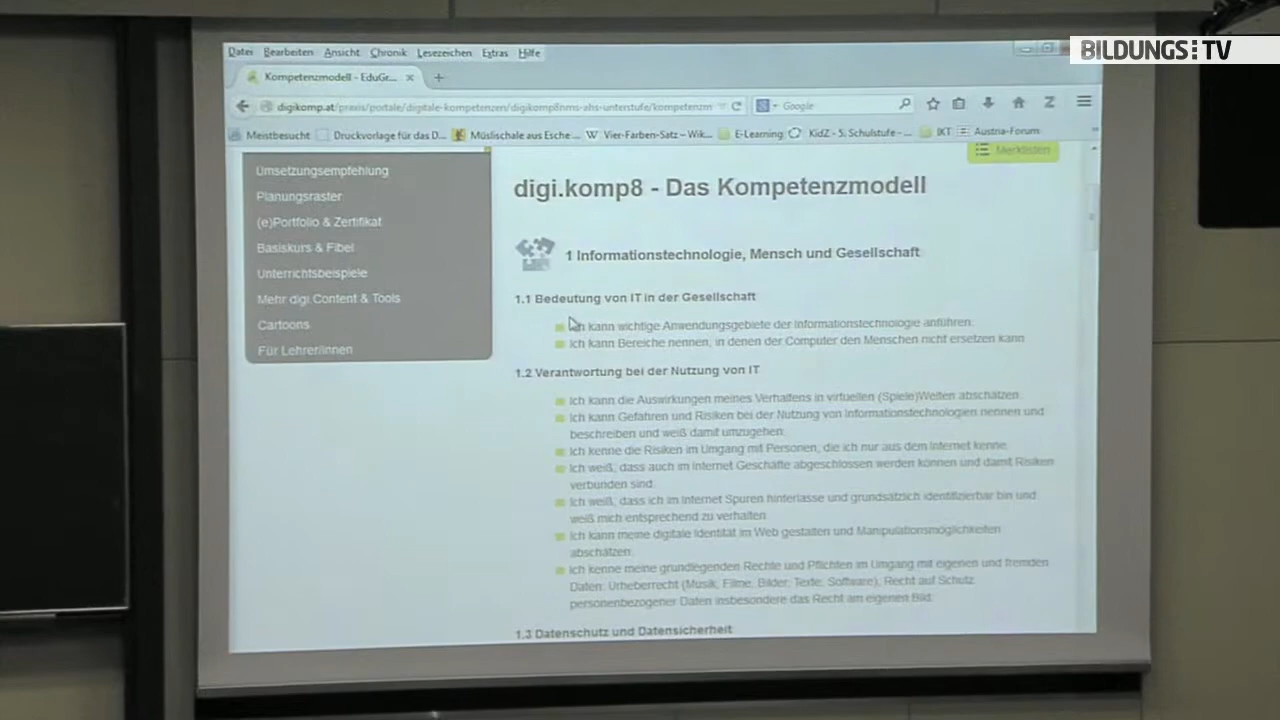 BILDUNGS TV
Datei Bearbeiten Ansicht Chronik Lesezeichen Extras Hilfe
Kompetenzmodell - EduGr...
digikomp.at/praxis/portale/digitale-kompetenzen/digikomp8nms-ahs-unterstufe/kompetenzm
Google
Meistbesucht Druckvorlage für das D... Müslischale aus Esche... Vier-Farben-Satz – Wik... E-Learning KidZ - 5. Schulstufe - ... IKT Austria-Forum
Merklisten
Umsetzungsempfehlung
Planungsraster
(e)Portfolio & Zertifikat
Basiskurs & Fibel
Unterrichtsbeispiele
Mehr digi Content & Tools
Cartoons
Für Lehrer/innen
digi.komp8 - Das Kompetenzmodell
1 Informationstechnologie, Mensch und Gesellschaft
1.1 Bedeutung von IT in der Gesellschaft
Ich kann wichtige Anwendungsgebiete der Informationstechnologie anführen.
Ich kann Bereiche nennen, in denen der Computer den Menschen nicht ersetzen kann
1.2 Verantwortung bei der Nutzung von IT
Ich kann die Auswirkungen meines Verhaltens in virtuellen (Spiele)Welten abschätzen.
Ich kann Gefahren und Risiken bei der Nutzung von Informationstechnologien nennen und
beschreiben und weiß damit umzugehen.
Ich kenne die Risiken im Umgang mit Personen, die ich nur aus dem Internet kenne.
Ich weiß, dass auch im Internet Geschäfte abgeschlossen werden können und damit Risiken
verbunden sind.
Ich weiß, dass ich im Internet Spuren hinterlasse und grundsätzlich identifizierbar bin und
weiß mich entsprechend zu verhalten
Ich kann meine digitale Identität im Web gestalten und Manipulationsmöglichkeiten
abschätzen.
Ich kenne meine grundlegenden Rechte und Pflichten im Umgang mit eigenen und fremden
Daten: Urheberrecht (Musik, Filme, Bilder, Texte, Software), Recht auf Schutz
personenbezogener Daten insbesondere das Recht am eigenen Bild.
1.3 Datenschutz und Datensicherheit